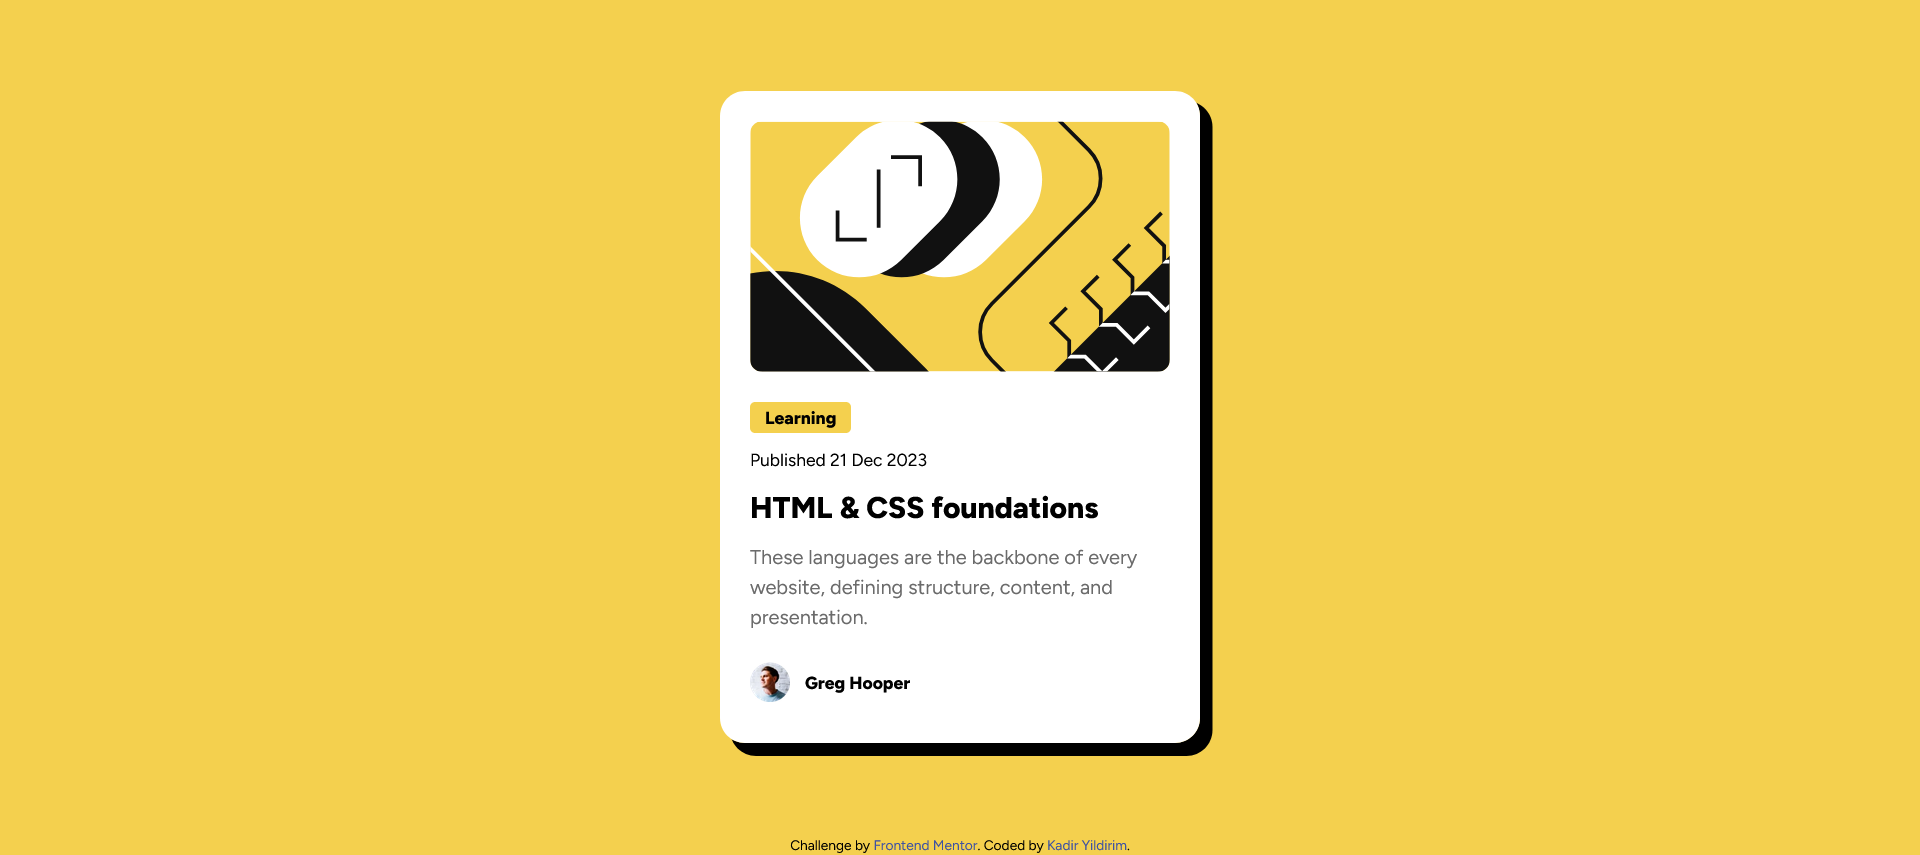 Learning
Published 21 Dec 2023
HTML & CSS foundations
These languages are the backbone of every
website, defining structure, content, and
presentation.
Greg Hooper
Challenge by Frontend Mentor. Coded by Kadir Yildirim.